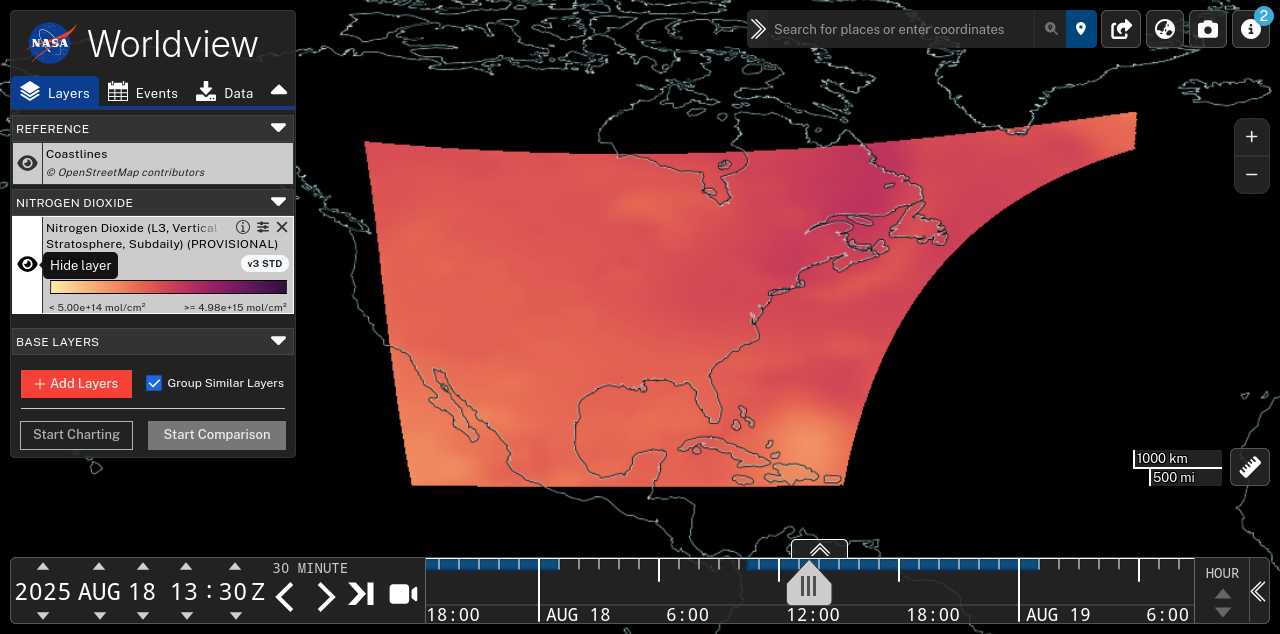 NASA
Worldview
Layers
Events
Data
REFERENCE
Coastlines
© OpenStreetMap contributors
NITROGEN DIOXIDE
Nitrogen Dioxide (L3, Vertical
Stratosphere, Subdaily) (PROVISIONAL)
Hide layer
v3 STD
< 5.00e+14 mol/cm²
>= 4.98e+15 mol/cm²
BASE LAYERS
+ Add Layers
Group Similar Layers
Start Charting
Start Comparison
Search for places or enter coordinates
2
+
−
1000 km
500 mi
2025 AUG 18 13 : 30 Z
30 MINUTE
18:00
AUG 18
6:00
12:00
18:00
AUG 19
6:00
HOUR